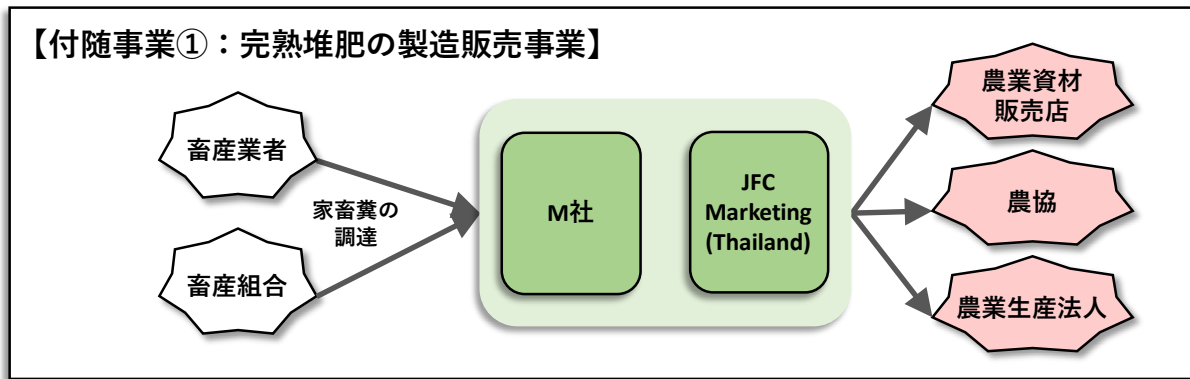 【付随事業①：完熟堆肥の製造販売事業】
畜産業者
家畜糞の
調達
畜産組合
M社
JFC
Marketing
(Thailand)
農業資材
販売店
農協
農業生産法人